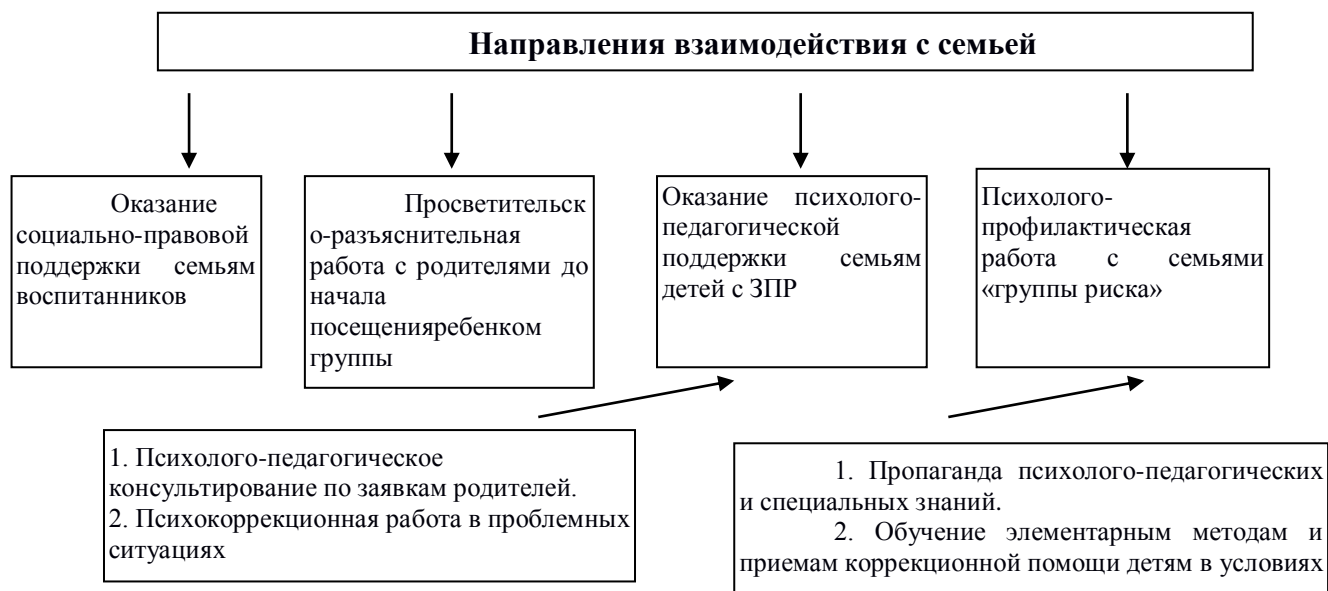 Направления взаимодействия с семьей
Оказание
социально-правовой
поддержки семьям
воспитанников
Просветительск
о-разъяснительная
работа с родителями до
начала
посещенияребенком
группы
Оказание психолого-
педагогической
поддержки семьям
детей с ЗПР
Психолого-
профилактическая
работа с семьями
«группы риска»
1. Психолого-педагогическое
консультирование по заявкам родителей.
2. Психокоррекционная работа в проблемных
ситуациях
1. Пропаганда психолого-педагогических
и специальных знаний.
2. Обучение элементарным методам и
приемам коррекционной помощи детям в условиях